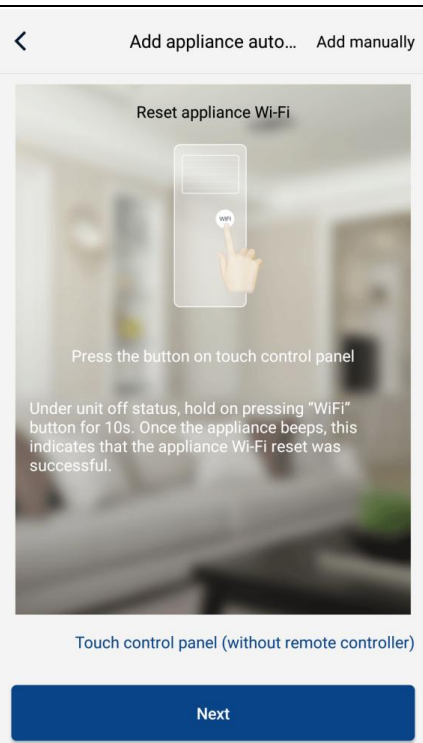 Add appliance auto... Add manually
Reset appliance Wi-Fi
WiFi
Press the button on touch control panel
Under unit off status, hold on pressing "WiFi"
button for 10s. Once the appliance beeps, this
indicates that the appliance Wi-Fi reset was
successful.
Touch control panel (without remote controller)
Next